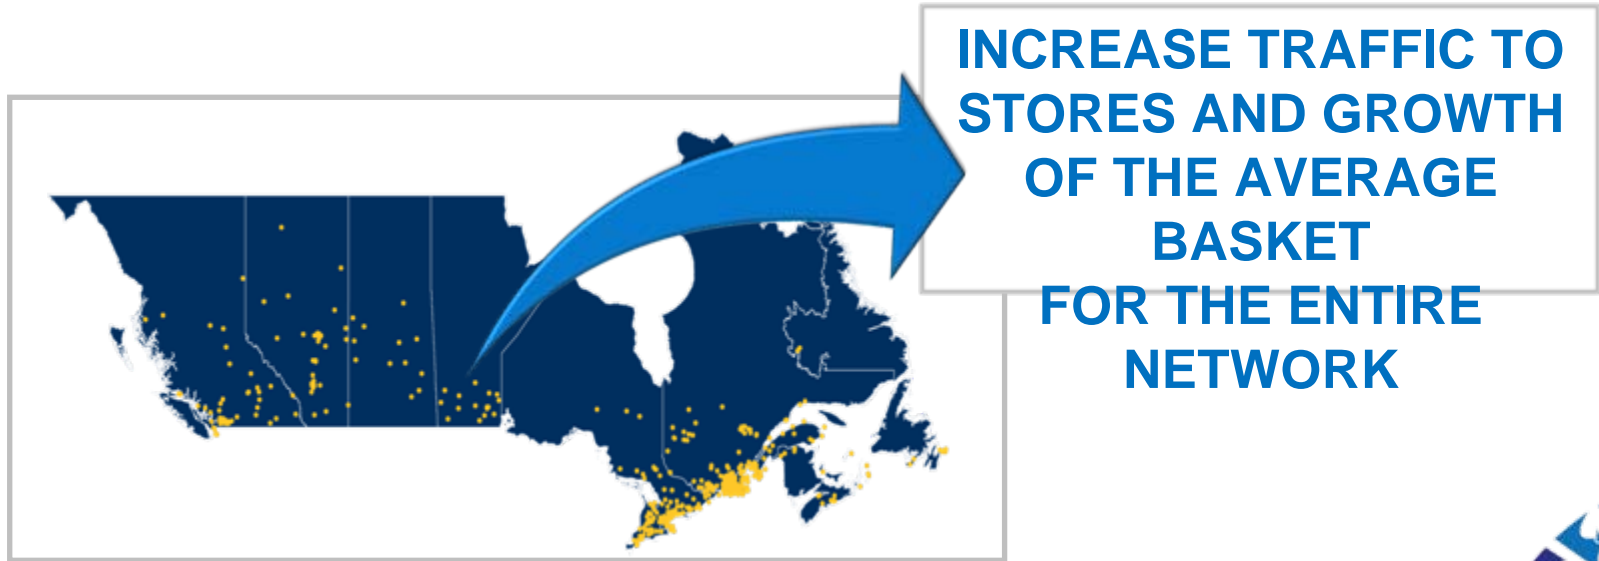 INCREASE TRAFFIC TO
STORES AND GROWTH
OF THE AVERAGE
BASKET
FOR THE ENTIRE
NETWORK